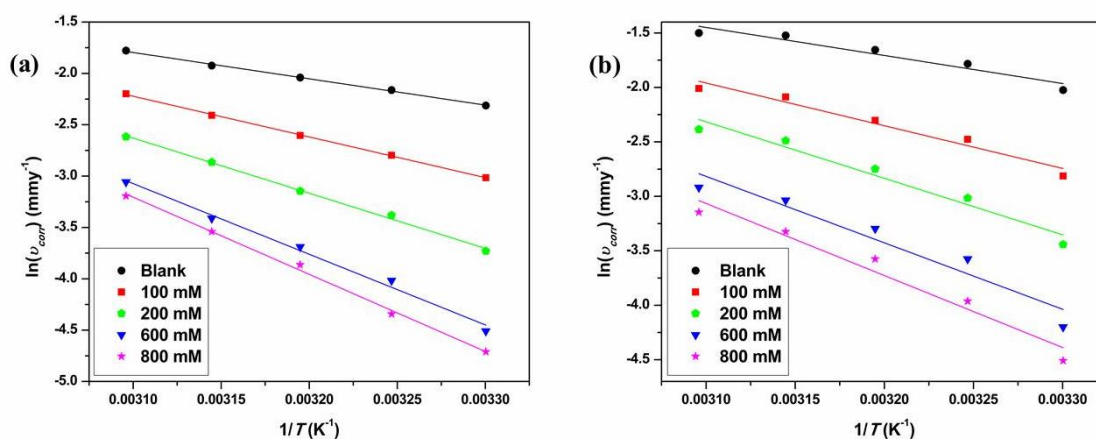 (a)
-1.5
-2.0
-2.5
-3.0
-3.5
-4.0
-4.5
-5.0
ln(υcorr) (mmy-1)
Blank
100 mM
200 mM
600 mM
800 mM
0.00310 0.00315 0.00320 0.00325 0.00330
1/T(K-1)
(b)
-1.5
-2.0
-2.5
-3.0
-3.5
-4.0
-4.5
ln(υcorr) (mmy-1)
Blank
100 mM
200 mM
600 mM
800 mM
0.00310 0.00315 0.00320 0.00325 0.00330
1/T(K-1)